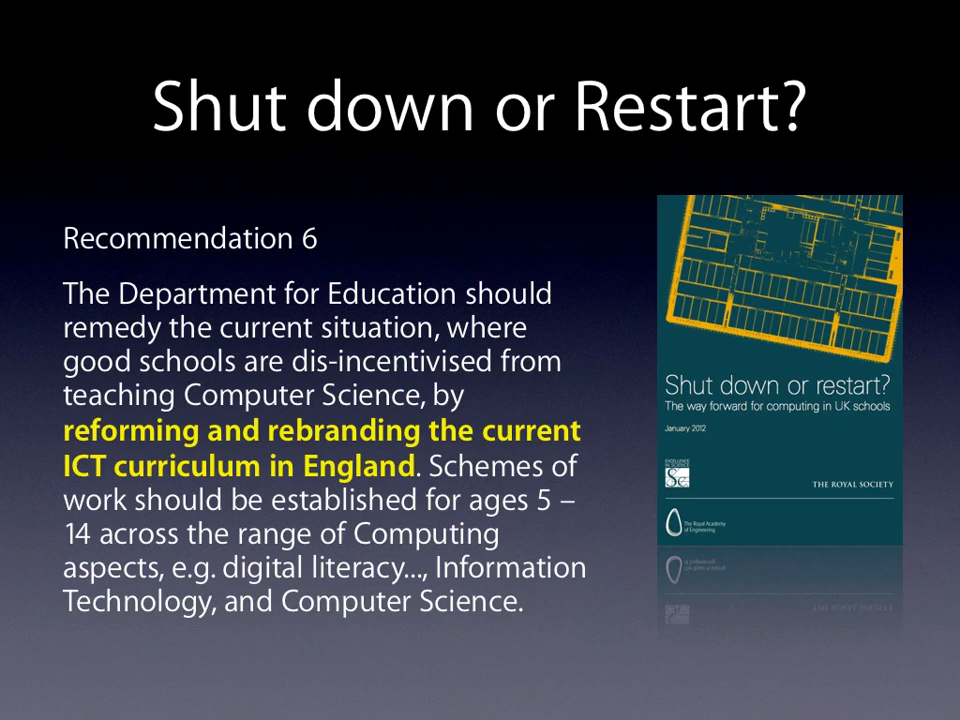 Shut down or Restart?
Recommendation 6
The Department for Education should
remedy the current situation, where
good schools are dis-incentivised from
teaching Computer Science, by
reforming and rebranding the current
ICT curriculum in England. Schemes of
work should be established for ages 5 –
14 across the range of Computing
aspects, e.g. digital literacy..., Information
Technology, and Computer Science.
Shut down or restart?
The way forward for computing in UK schools
January 2012
EXCELLENCE
IN SCIENCE
THE ROYAL SOCIETY
The Royal Academy
of Engineering